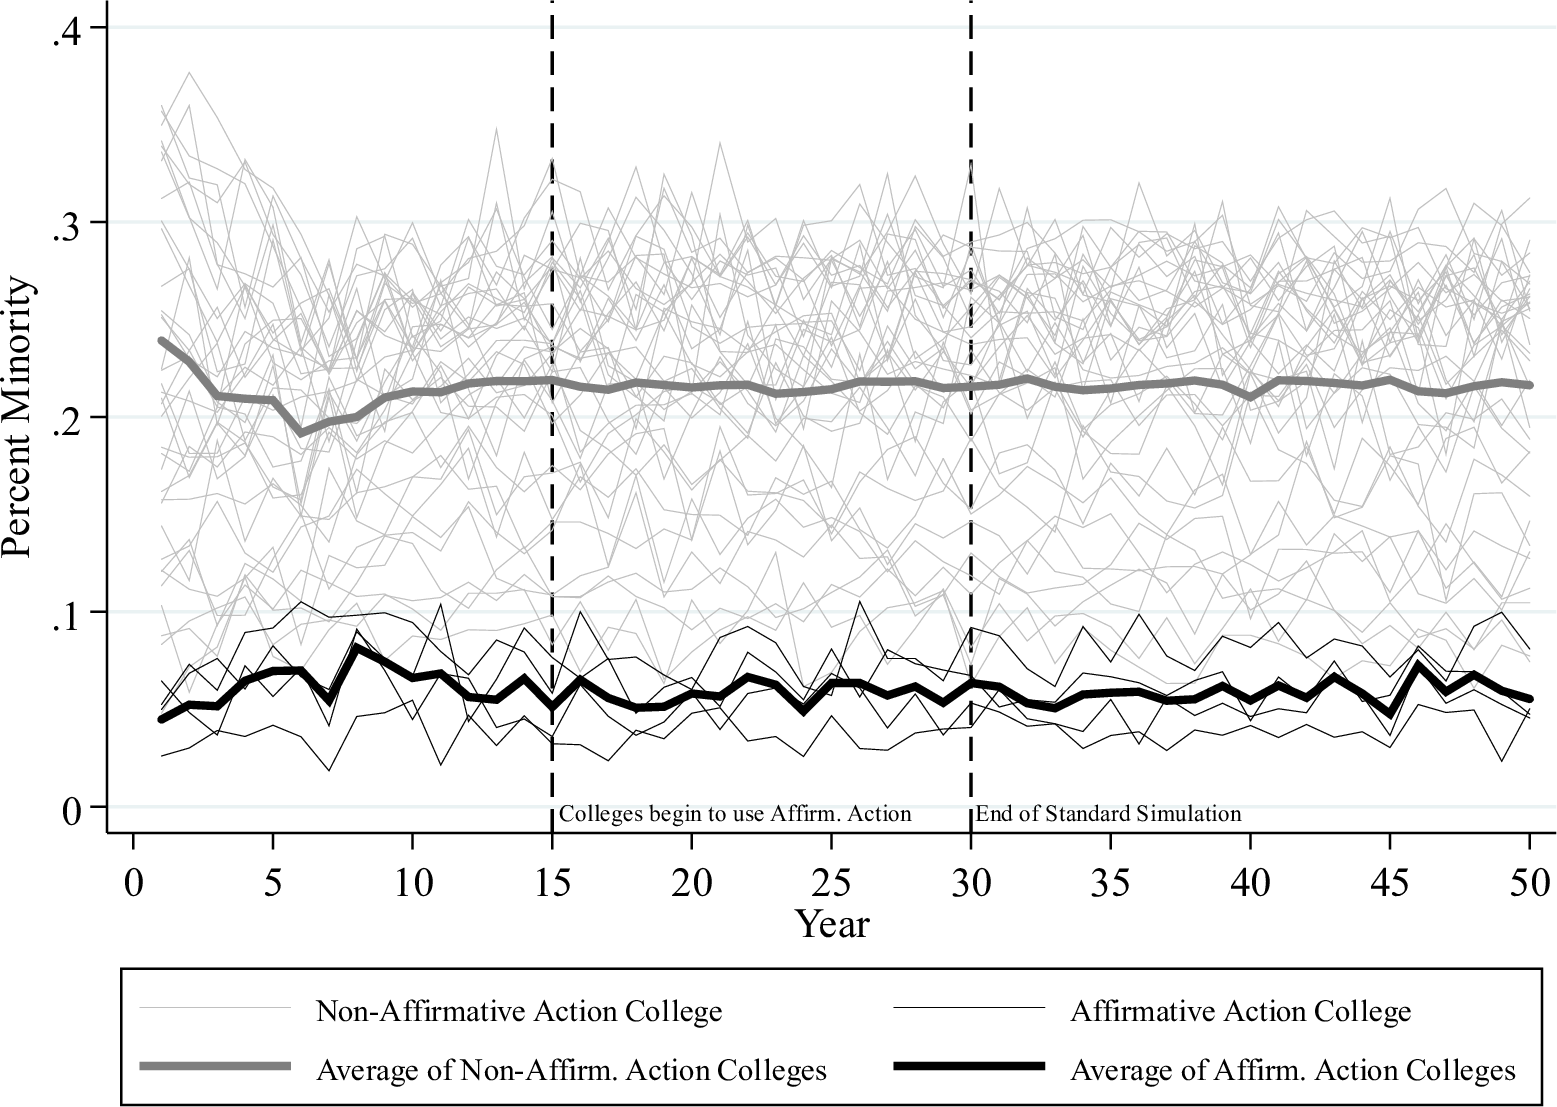 .4
.3
.2
.1
0
Percent Minority
Colleges begin to use Affirm. Action
End of Standard Simulation
0 5 10 15 20 25 30 35 40 45 50
Year
Non-Affirmative Action College
Affirmative Action College
Average of Non-Affirm. Action Colleges
Average of Affirm. Action Colleges